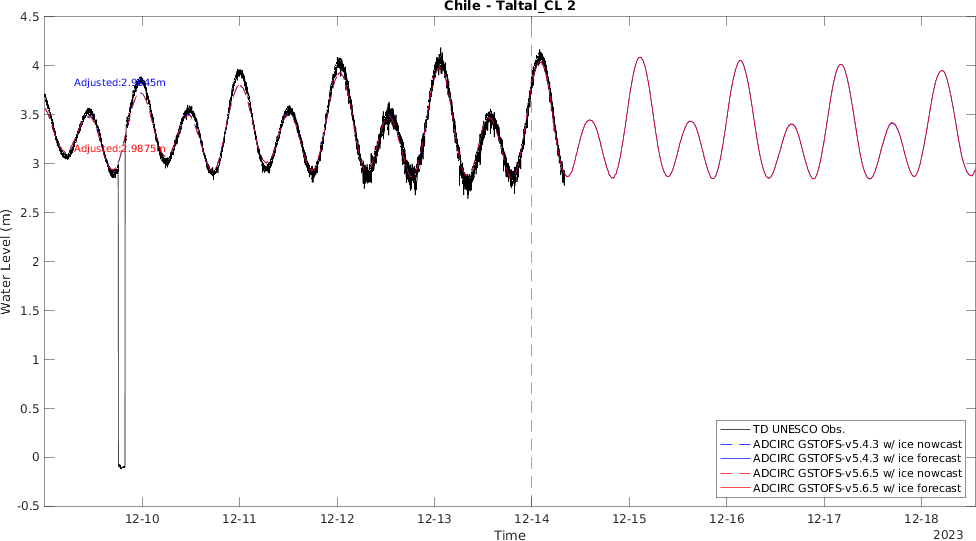 Chile - Taltal_CL 2
4.5
4
3.5
3
2.5
2
1.5
1
0.5
0
-0.5
Water Level (m)
Adjusted:2.9845m
Adjusted:2.9875m
TD UNESCO Obs.
ADCIRC GSTOFS-v5.4.3 w/ ice nowcast
ADCIRC GSTOFS-v5.4.3 w/ ice forecast
ADCIRC GSTOFS-v5.6.5 w/ ice nowcast
ADCIRC GSTOFS-v5.6.5 w/ ice forecast
12-10 12-11 12-12 12-13 12-14 12-15 12-16 12-17 12-18
Time
2023